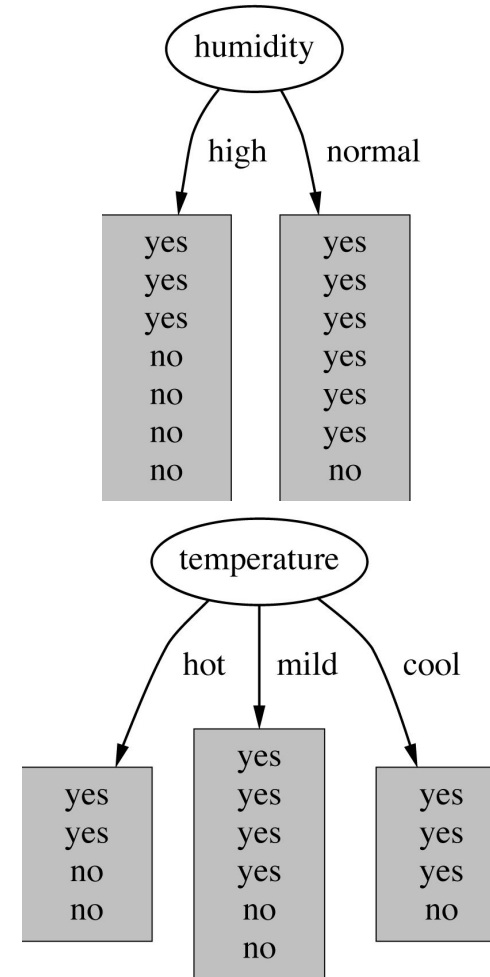 humidity
high normal
yes
yes
yes
no
no
no
no
yes
yes
yes
yes
yes
yes
no
temperature
hot mild cool
yes
yes
no
no
yes
yes
yes
yes
no
no
yes
yes
yes
no